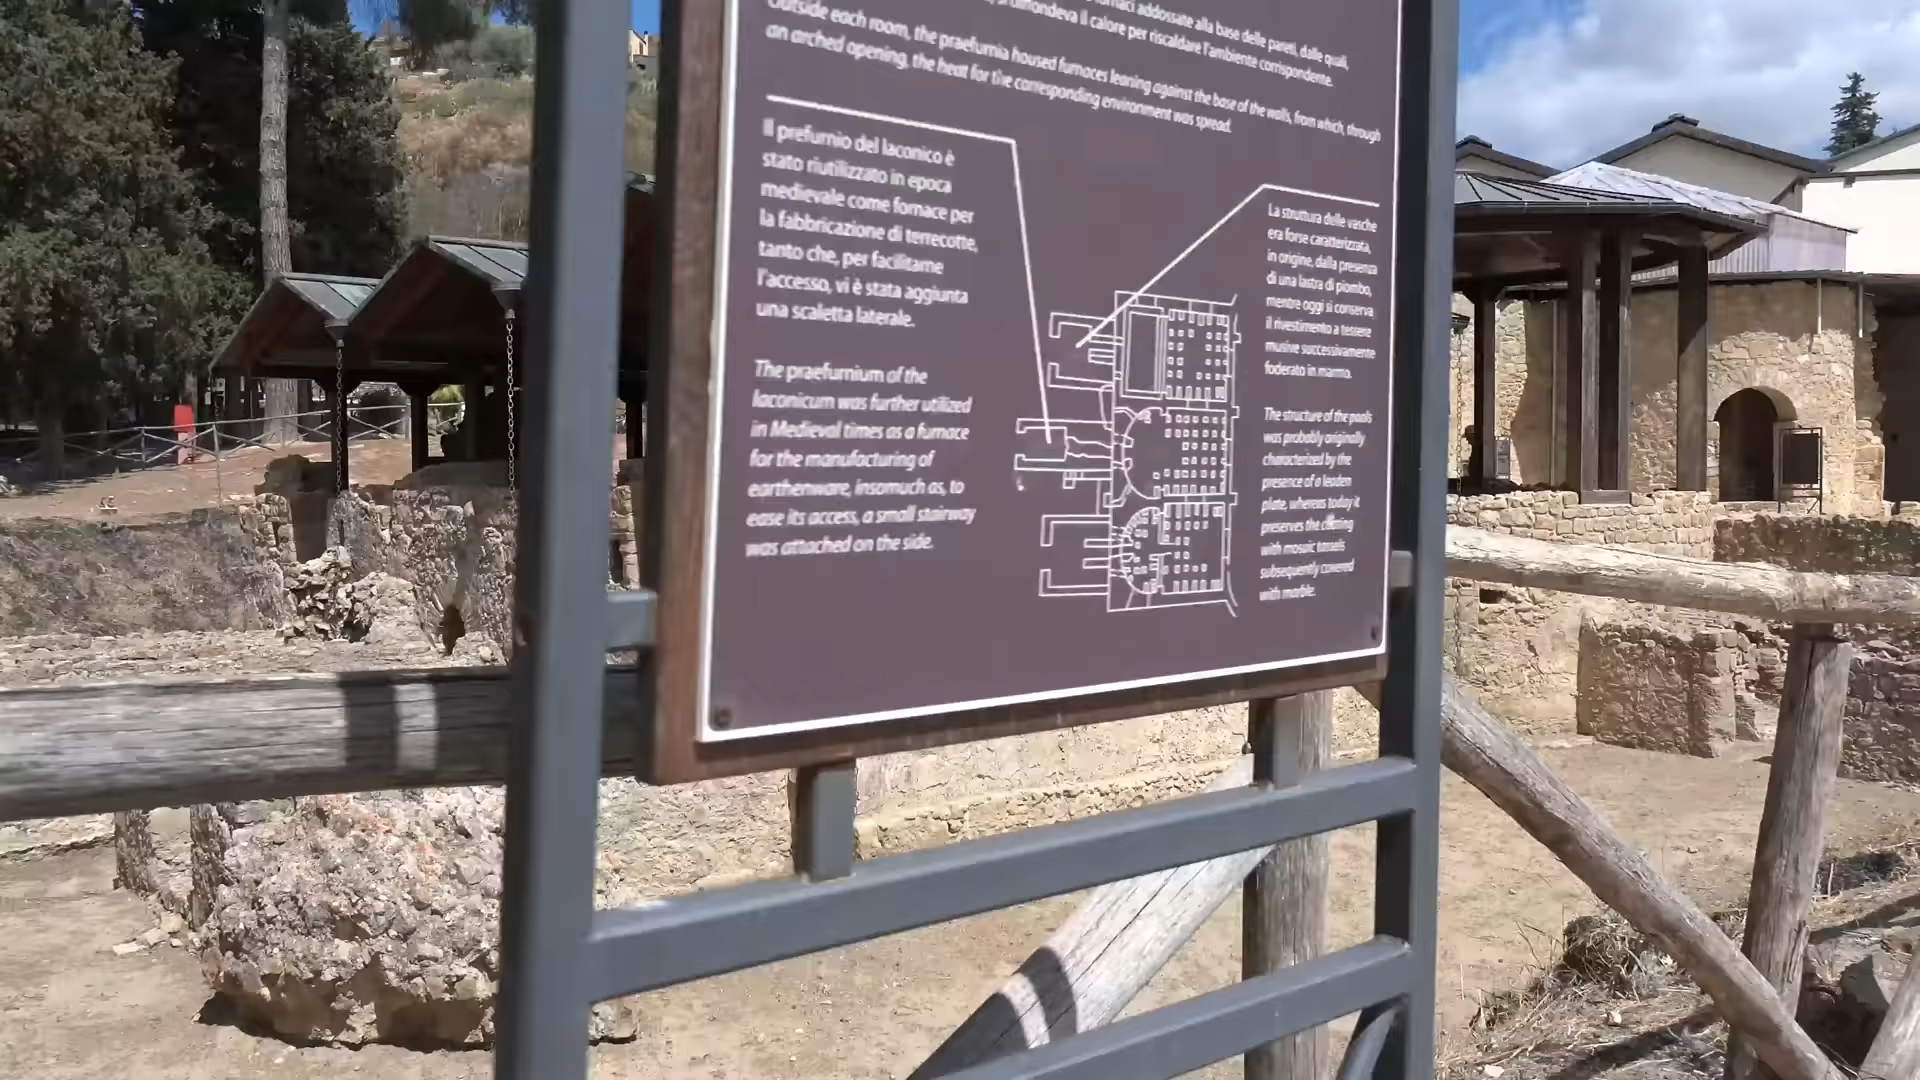 fornaci addossate alla base delle pareti, dalle quali,
il calore per riscaldare l'ambiente corrispondente.
Outside each room, the praefurnia housed furnaces leaning against the base of the walls, from which, through
an arched opening, the heat for the corresponding environment was spread.
Il prefurnio del laconico è
stato riutilizzato in epoca
medievale come fornace per
la fabbricazione di terrecotte,
tanto che, per facilitarne
l'accesso, vi è stata aggiunta
una scaletta laterale.
The praefurnium of the
laconicum was further utilized
in Medieval times as a furnace
for the manufacturing of
earthenware, insomuch as, to
ease its access, a small stairway
was attached on the side.
La struttura delle vasche
era forse caratterizzata,
in origine, dalla presenza
di una lastra di piombo,
mentre oggi si conserva
il rivestimento a tessere
musive successivamente
foderato in marmo.
The structure of the pools
was probably originally
characterized by the
presence of a leaden
plate, whereas today it
preserves the coating
with mosaic tassels
subsequently covered
with marble.